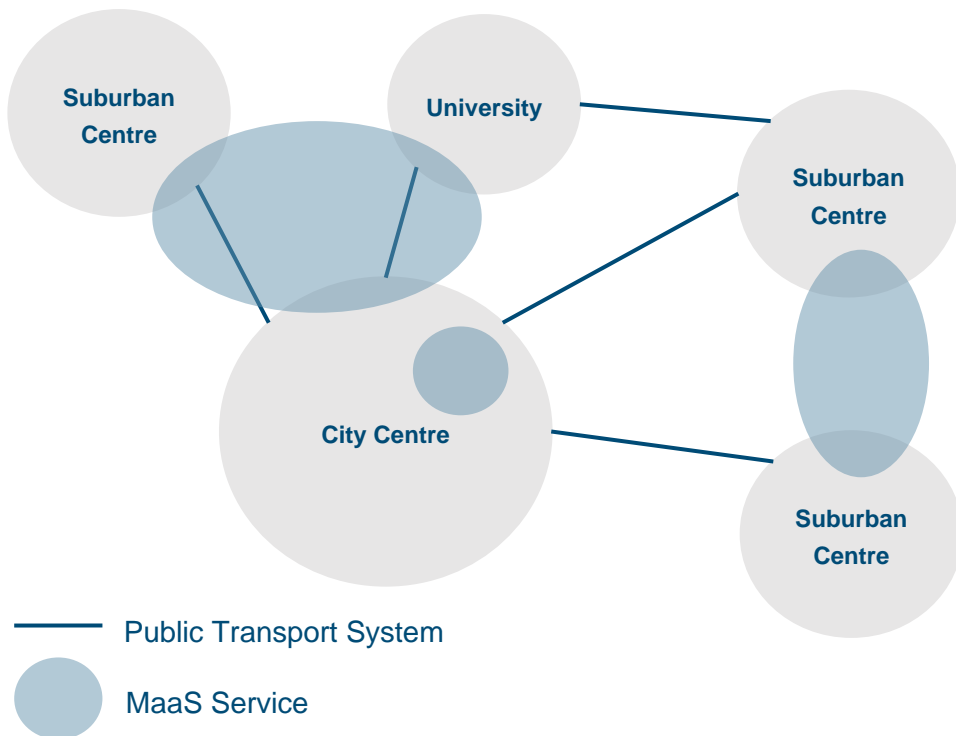 Suburban
Centre
University
Suburban
Centre
City Centre
Suburban
Centre
Public Transport System
MaaS Service